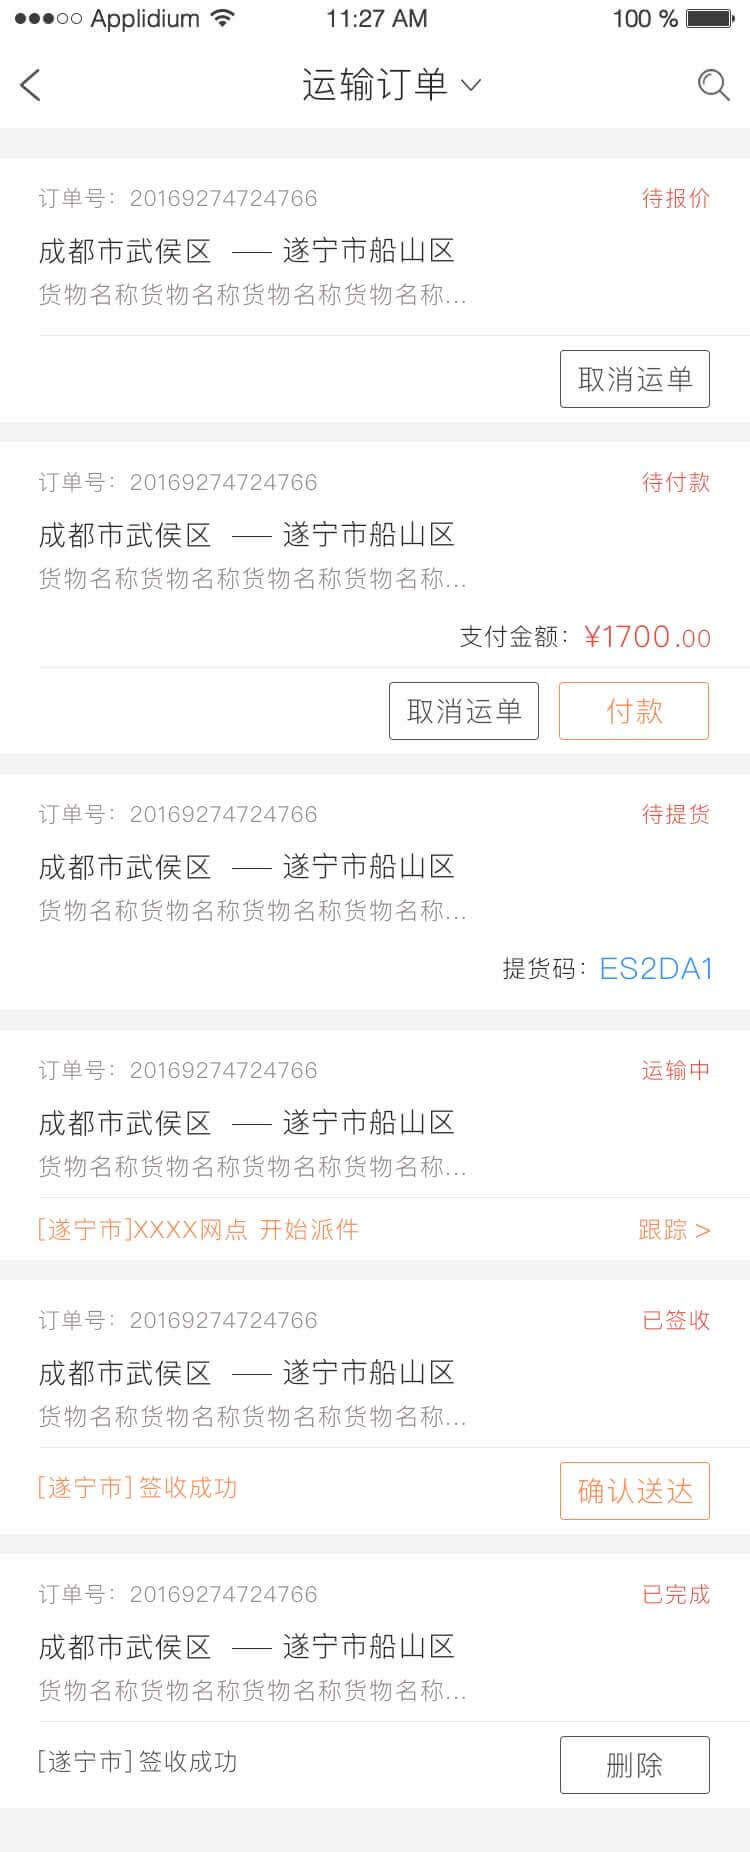 Applidium 11:27 AM 100 %
运输订单
订单号：20169274724766 待报价
成都市武侯区 —— 遂宁市船山区
货物名称货物名称货物名称货物名称...
取消运单
订单号：20169274724766 待付款
成都市武侯区 —— 遂宁市船山区
货物名称货物名称货物名称货物名称...
支付金额：¥1700.00
取消运单 付款
订单号：20169274724766 待提货
成都市武侯区 —— 遂宁市船山区
货物名称货物名称货物名称货物名称...
提货码：ES2DA1
订单号：20169274724766 运输中
成都市武侯区 —— 遂宁市船山区
货物名称货物名称货物名称货物名称...
[遂宁市]XXXX网点 开始派件 跟踪 >
订单号：20169274724766 已签收
成都市武侯区 —— 遂宁市船山区
货物名称货物名称货物名称货物名称...
[遂宁市] 签收成功 确认送达
订单号：20169274724766 已完成
成都市武侯区 —— 遂宁市船山区
货物名称货物名称货物名称货物名称...
[遂宁市] 签收成功 删除